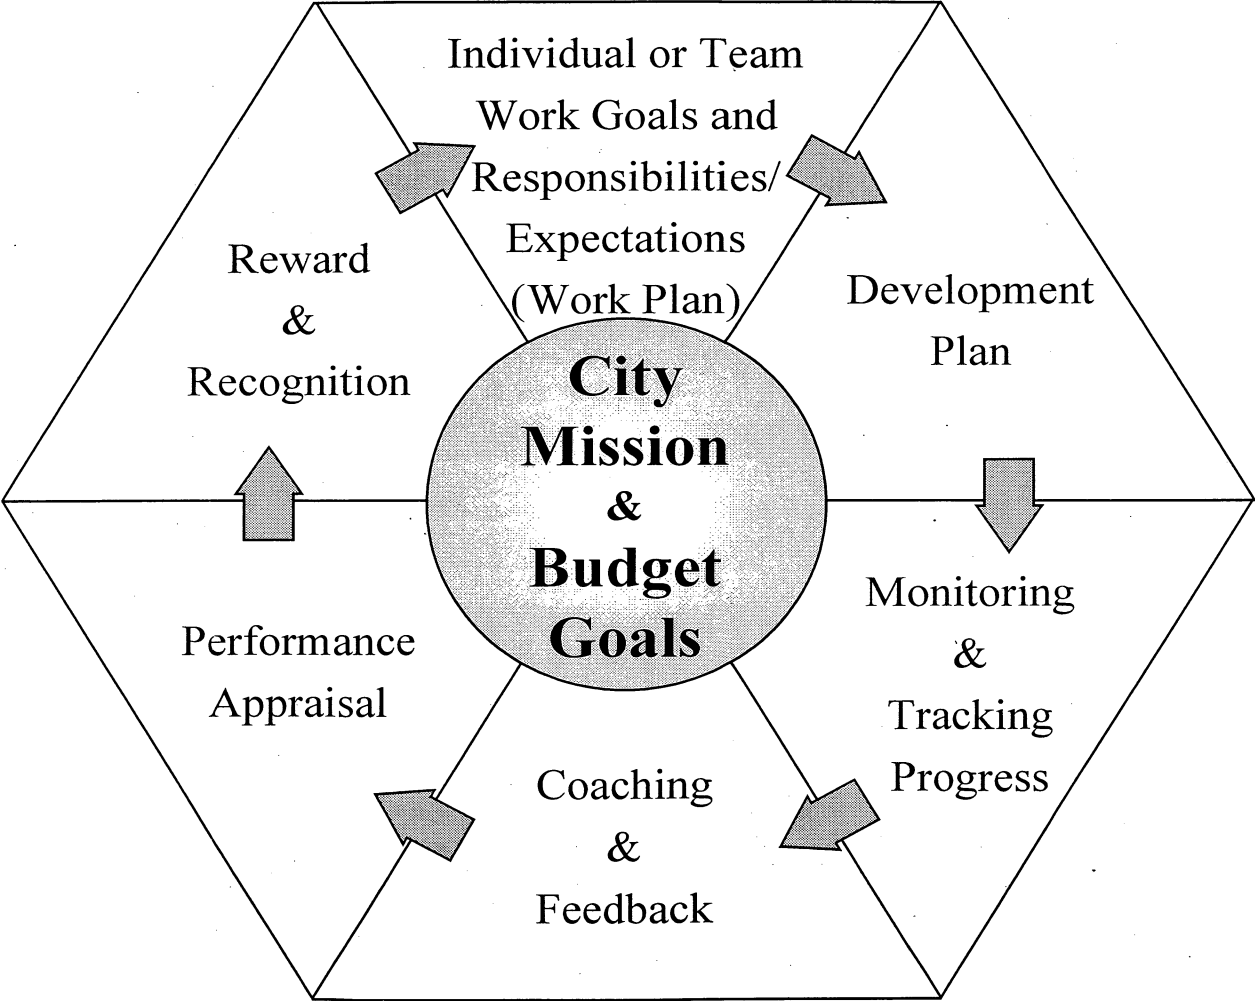 Individual or Team
Work Goals and
Responsibilities/
Expectations
(Work Plan)
Development
Plan
Monitoring
&
Tracking
Progress
Coaching
&
Feedback
Performance
Appraisal
Reward
&
Recognition
City
Mission
&
Budget
Goals